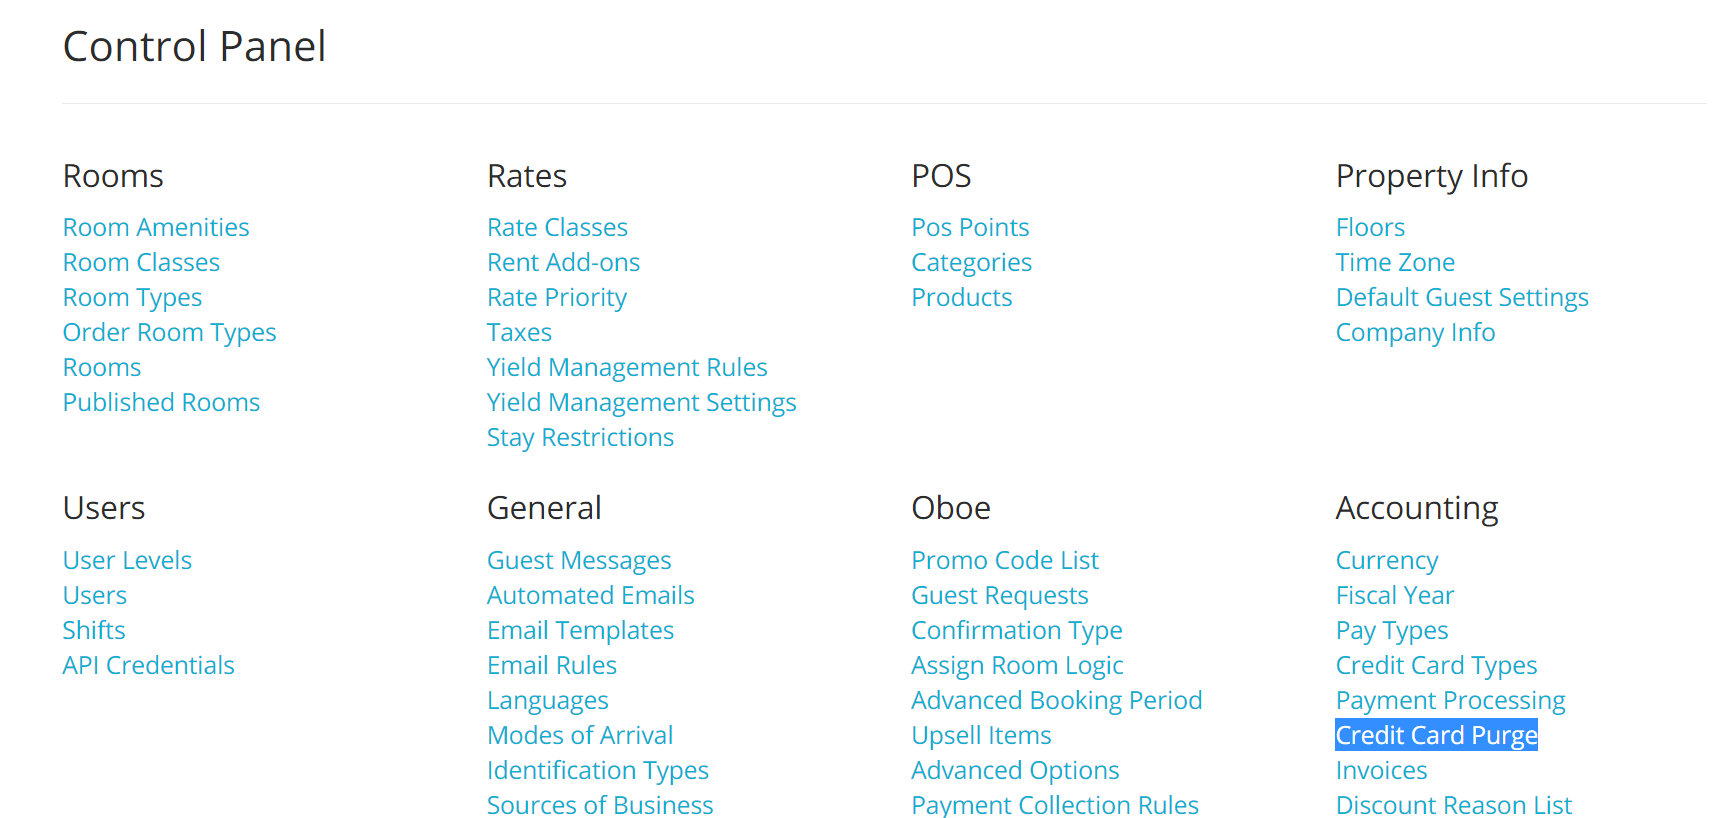 Control Panel
Rooms
Room Amenities
Room Classes
Room Types
Order Room Types
Rooms
Published Rooms
Rates
Rate Classes
Rent Add-ons
Rate Priority
Taxes
Yield Management Rules
Yield Management Settings
Stay Restrictions
POS
Pos Points
Categories
Products
Property Info
Floors
Time Zone
Default Guest Settings
Company Info
Users
User Levels
Users
Shifts
API Credentials
General
Guest Messages
Automated Emails
Email Templates
Email Rules
Languages
Modes of Arrival
Identification Types
Sources of Business
Oboe
Promo Code List
Guest Requests
Confirmation Type
Assign Room Logic
Advanced Booking Period
Upsell Items
Advanced Options
Payment Collection Rules
Accounting
Currency
Fiscal Year
Pay Types
Credit Card Types
Payment Processing
Credit Card Purge
Invoices
Discount Reason List